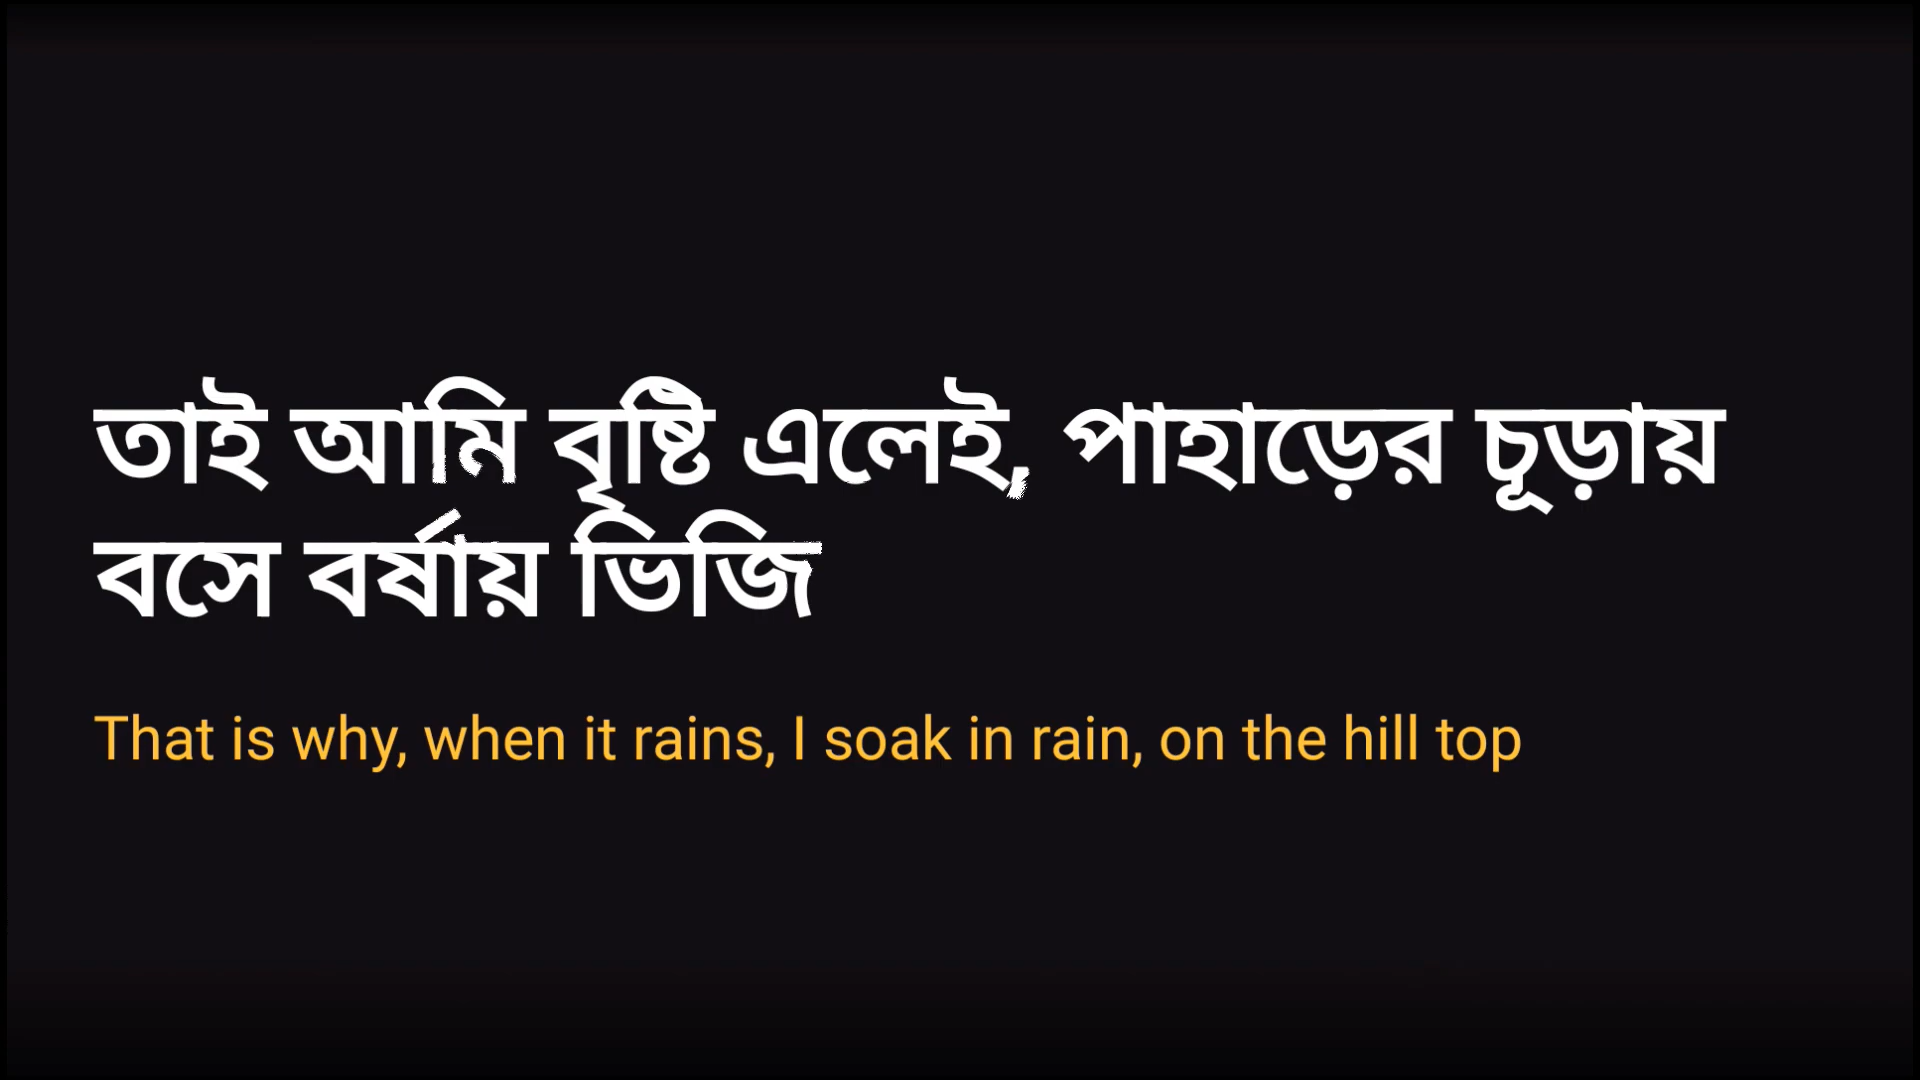 তাই আমি বৃষ্টি এলেই, পাহাড়ের চূড়ায়
বসে বর্ষায় ভিজি
That is why, when it rains, I soak in rain, on the hill top